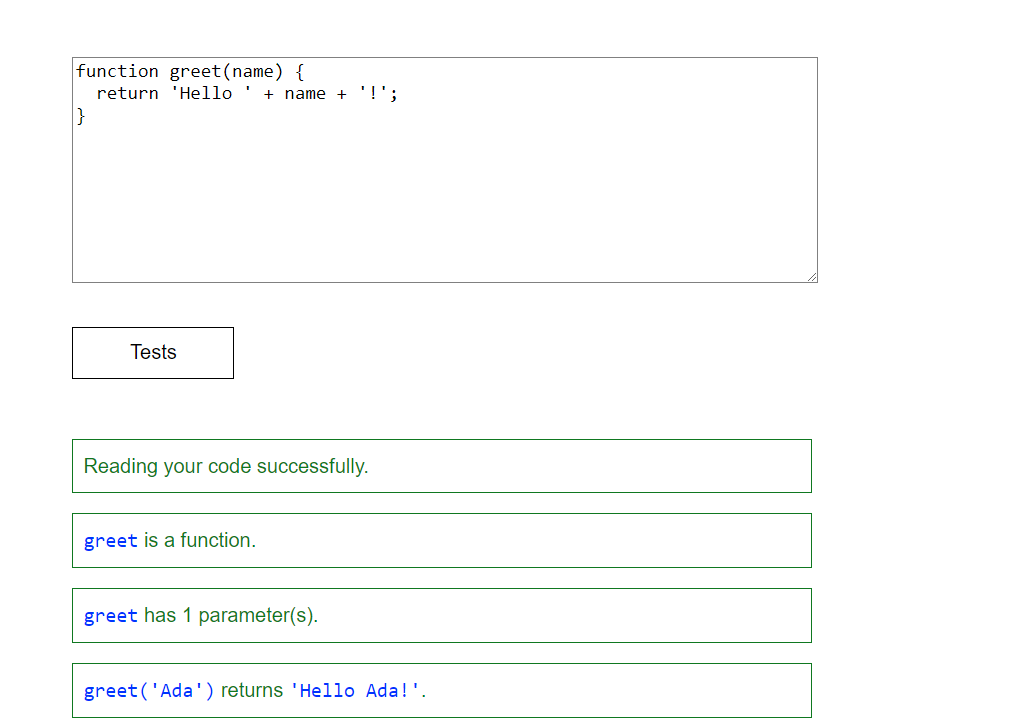 function greet(name) {
  return 'Hello ' + name + '!';
}
Tests
Reading your code successfully.
greet is a function.
greet has 1 parameter(s).
greet('Ada') returns 'Hello Ada!'.